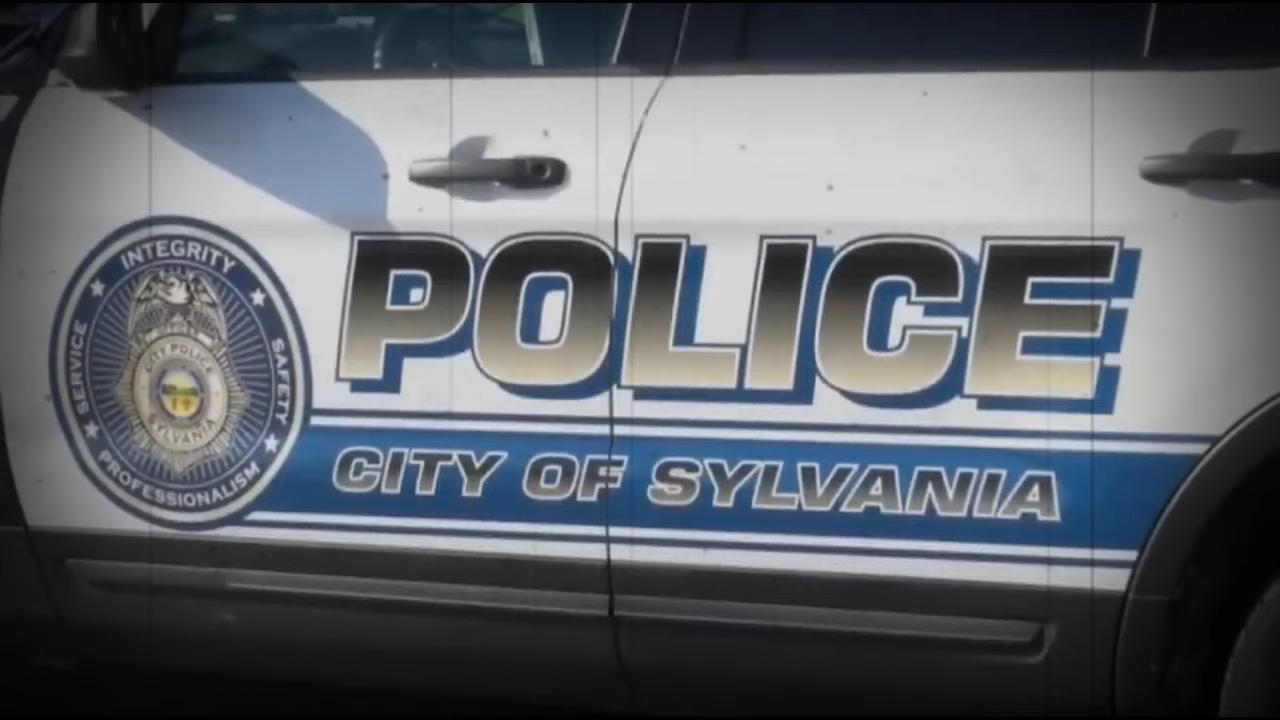 INTEGRITY
SERVICE
SAFETY
PROFESSIONALISM
CITY POLICE
SYLVANIA
POLICE
CITY OF SYLVANIA